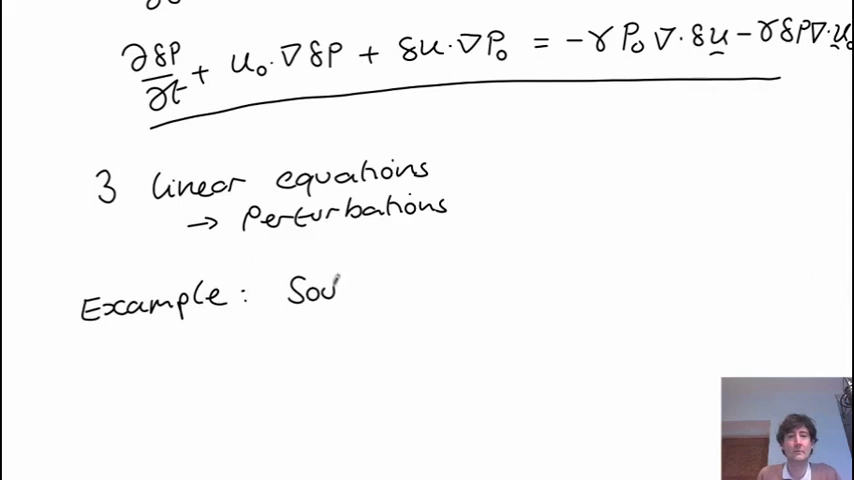 ∂δP/∂t + u₀·∇δP + δu·∇P₀ = -γP₀∇·δu - γδP∇·u₀
3 linear equations
→ Perturbations
Example: Sou